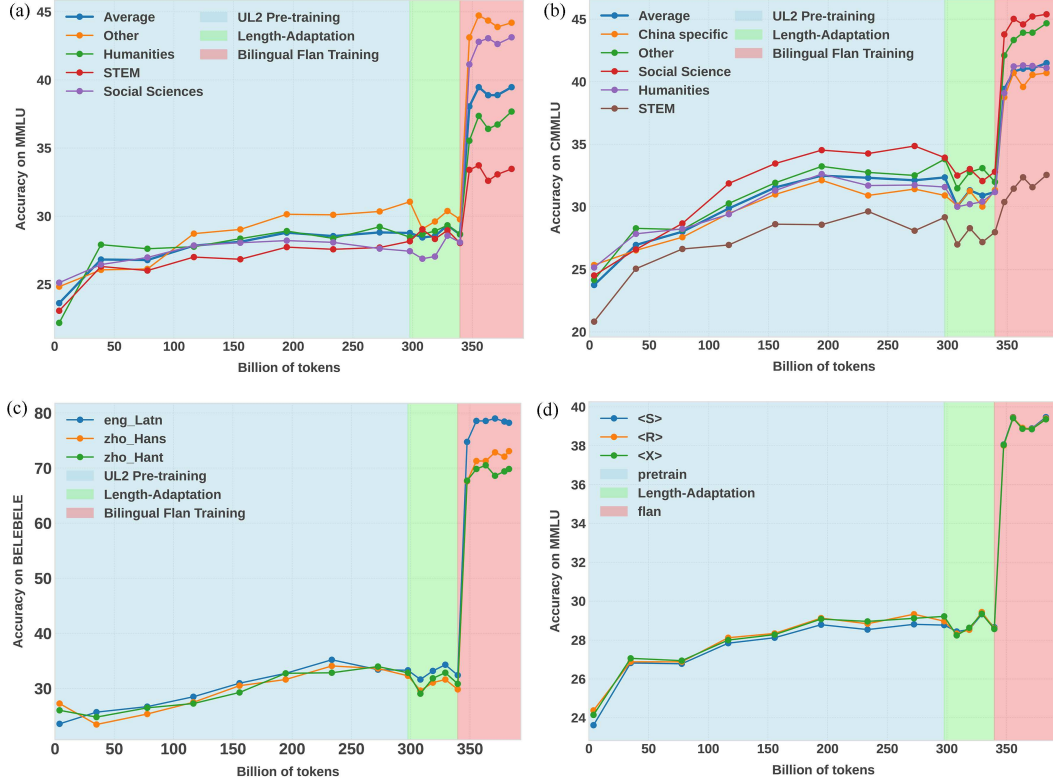 (a)
Average
Other
Humanities
STEM
Social Sciences
UL2 Pre-training
Length-Adaptation
Bilingual Flan Training
Accuracy on MMLU
45
40
35
30
25
0 50 100 150 200 250 300 350
Billion of tokens
(b)
Average
China specific
Other
Social Science
Humanities
STEM
UL2 Pre-training
Length-Adaptation
Bilingual Flan Training
Accuracy on CMMLU
45
40
35
30
25
20
0 50 100 150 200 250 300 350
Billion of tokens
(c)
eng_Latn
zho_Hans
zho_Hant
UL2 Pre-training
Length-Adaptation
Bilingual Flan Training
Accuracy on BELEBELE
80
70
60
50
40
30
0 50 100 150 200 250 300 350
Billion of tokens
(d)
<S>
<R>
<X>
pretrain
Length-Adaptation
flan
Accuracy on MMLU
40
38
36
34
32
30
28
26
24
0 50 100 150 200 250 300 350
Billion of tokens